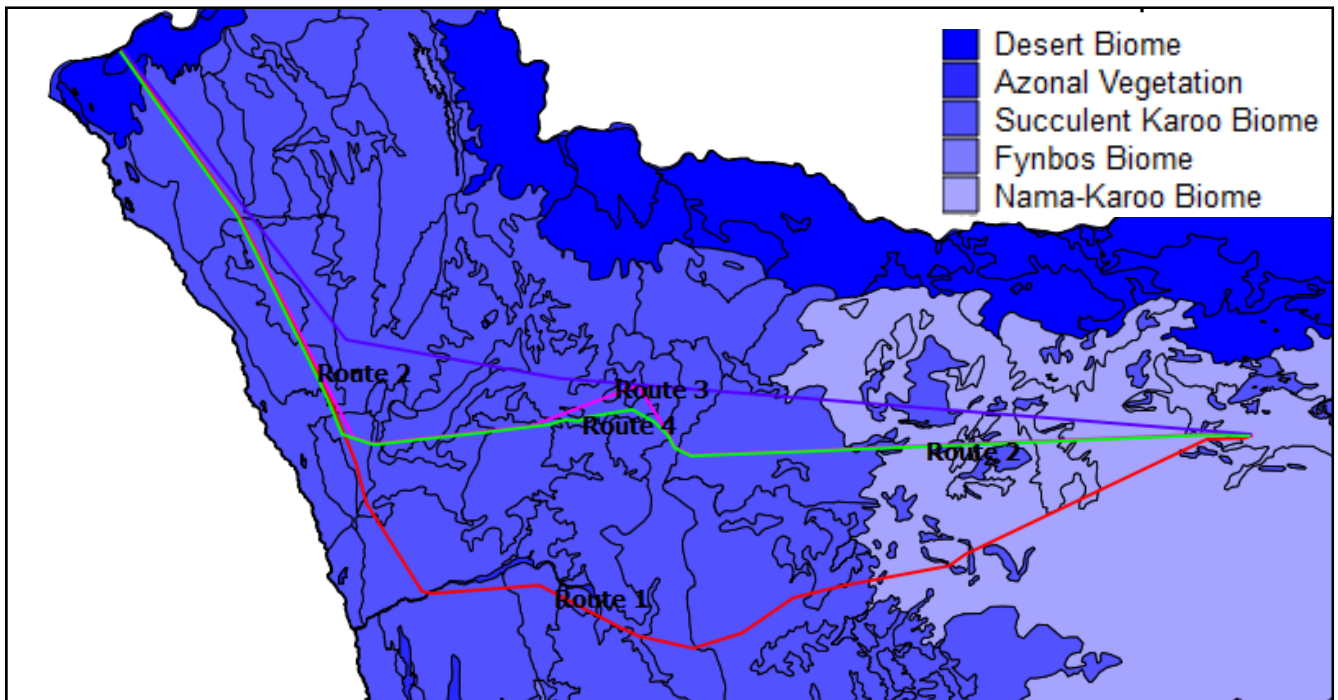 Desert Biome
Azonal Vegetation
Succulent Karoo Biome
Fynbos Biome
Nama-Karoo Biome
Route 2
Route 3
Route 4
Route 2
Route 1